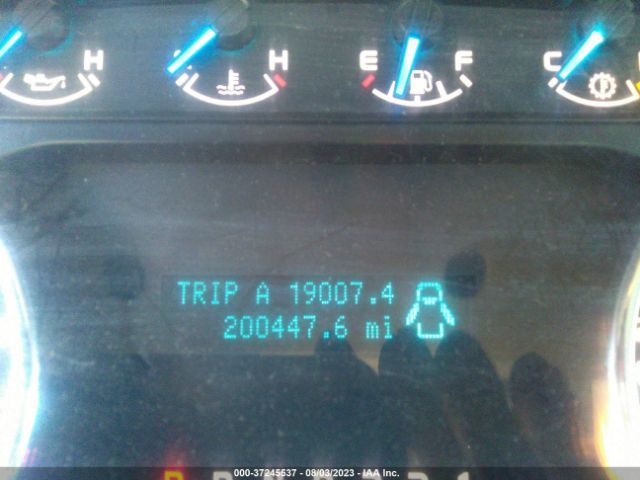 H
H
E F
C
TRIP A 19007.4
200447.6 mi
000-37245537 - 08/03/2023 - IAA Inc.